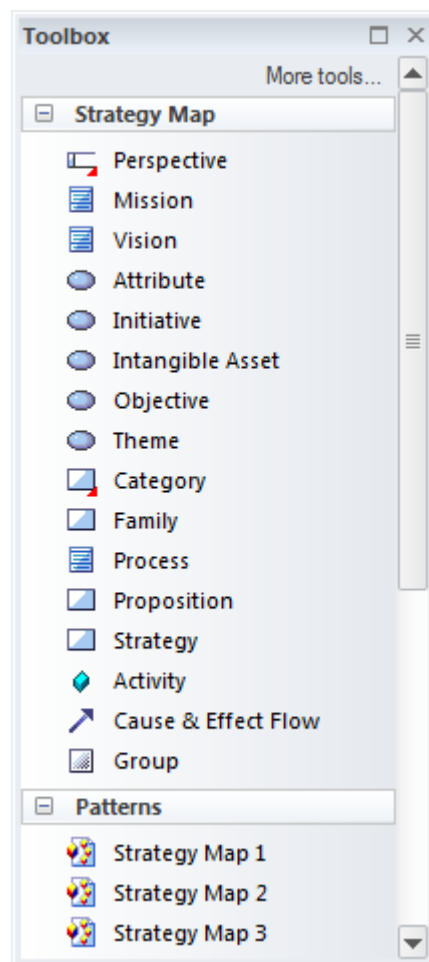 Toolbox
More tools...
Strategy Map
Perspective
Mission
Vision
Attribute
Initiative
Intangible Asset
Objective
Theme
Category
Family
Process
Proposition
Strategy
Activity
Cause & Effect Flow
Group
Patterns
Strategy Map 1
Strategy Map 2
Strategy Map 3